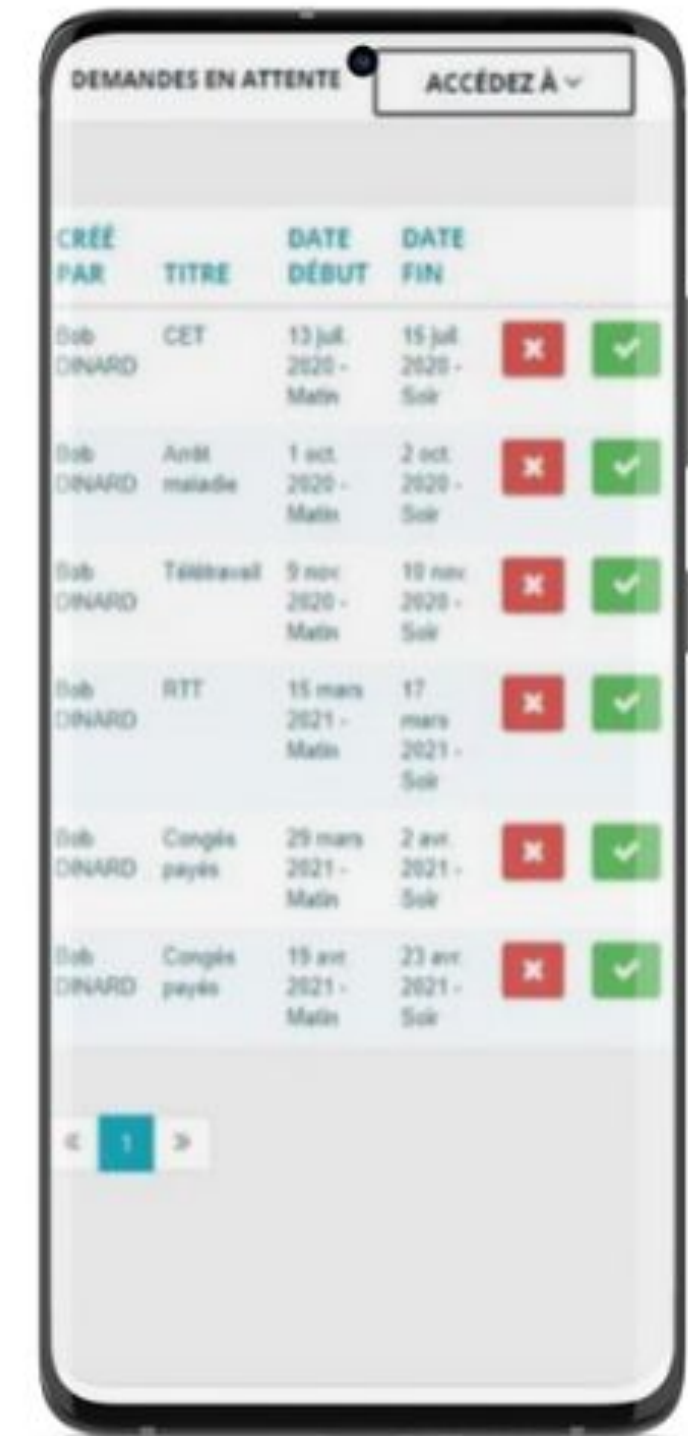 DEMANDES EN ATTENTE
ACCÉDEZ À
CRÉÉ PAR
TITRE
DATE DÉBUT
DATE FIN
Bob DINARD
CET
13 juil. 2020 - Matin
15 juil. 2020 - Soir
Bob DINARD
Arrêt maladie
1 oct. 2020 - Matin
2 oct. 2020 - Soir
Bob DINARD
Télétravail
9 nov. 2020 - Matin
10 nov. 2020 - Soir
Bob DINARD
RTT
15 mars 2021 - Matin
17 mars 2021 - Soir
Bob DINARD
Congés payés
29 mars 2021 - Matin
2 avr. 2021 - Soir
Bob DINARD
Congés payés
19 avr. 2021 - Matin
23 avr. 2021 - Soir
« 1 »